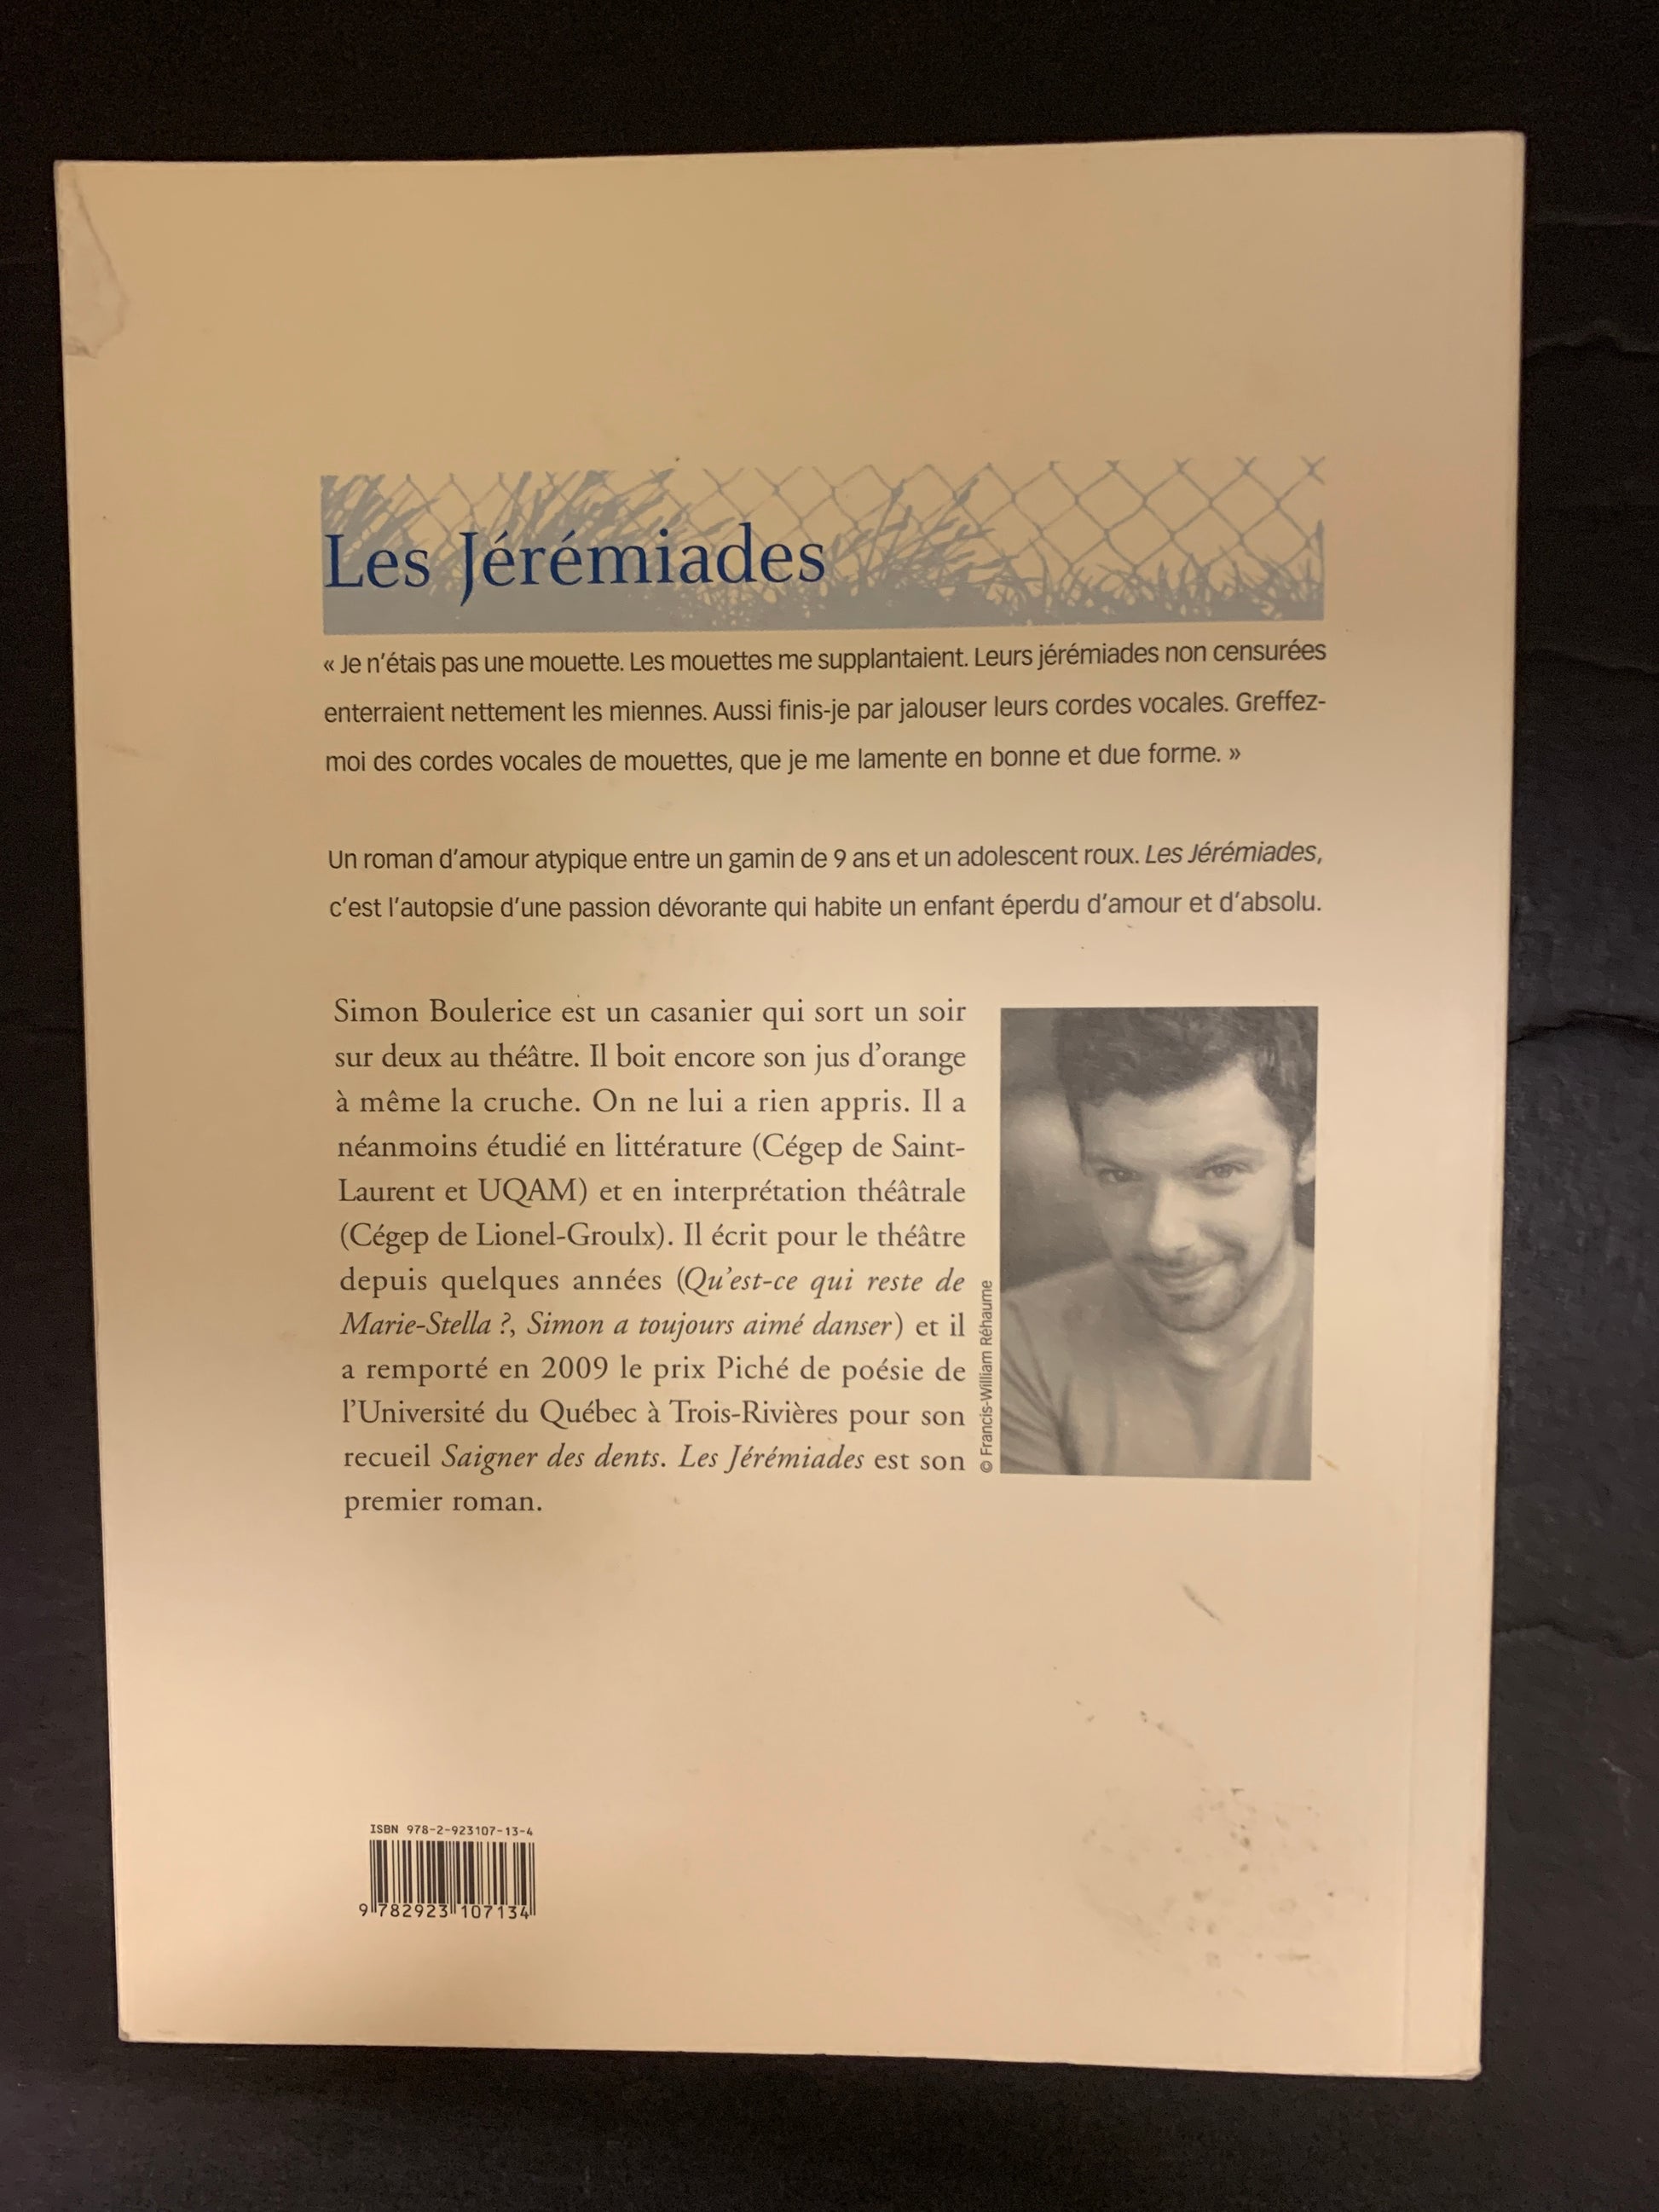 Les Jérémiades
« Je n'étais pas une mouette. Les mouettes me supplantaient. Leurs jérémiades non censurées
enterraient nettement les miennes. Aussi finis-je par jalouser leurs cordes vocales. Greffez-
moi des cordes vocales de mouettes, que je me lamente en bonne et due forme. »
Un roman d'amour atypique entre un gamin de 9 ans et un adolescent roux. Les Jérémiades,
c'est l'autopsie d'une passion dévorante qui habite un enfant éperdu d'amour et d'absolu.
Simon Boulerice est un casanier qui sort un soir
sur deux au théâtre. Il boit encore son jus d'orange
à même la cruche. On ne lui a rien appris. Il a
néanmoins étudié en littérature (Cégep de Saint-
Laurent et UQAM) et en interprétation théâtrale
(Cégep de Lionel-Groulx). Il écrit pour le théâtre
depuis quelques années (Qu'est-ce qui reste de
Marie-Stella ?, Simon a toujours aimé danser) et il
a remporté en 2009 le prix Piché de poésie de
l'Université du Québec à Trois-Rivières pour son
recueil Saigner des dents. Les Jérémiades est son
premier roman.
© Francis-William Réhaume
ISBN 978-2-923107-13-4
9 782923 107134